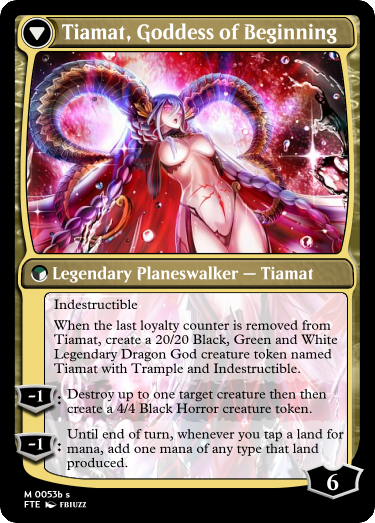 Tiamat, Goddess of Beginning
Legendary Planeswalker — Tiamat
Indestructible
When the last loyalty counter is removed from
Tiamat, create a 20/20 Black, Green and White
Legendary Dragon God creature token named
Tiamat with Trample and Indestructible.
-1: Destroy up to one target creature then then
create a 4/4 Black Horror creature token.
-1: Until end of turn, whenever you tap a land for
mana, add one mana of any type that land
produced.
6
M 0053b s
FTE FBIUZZ